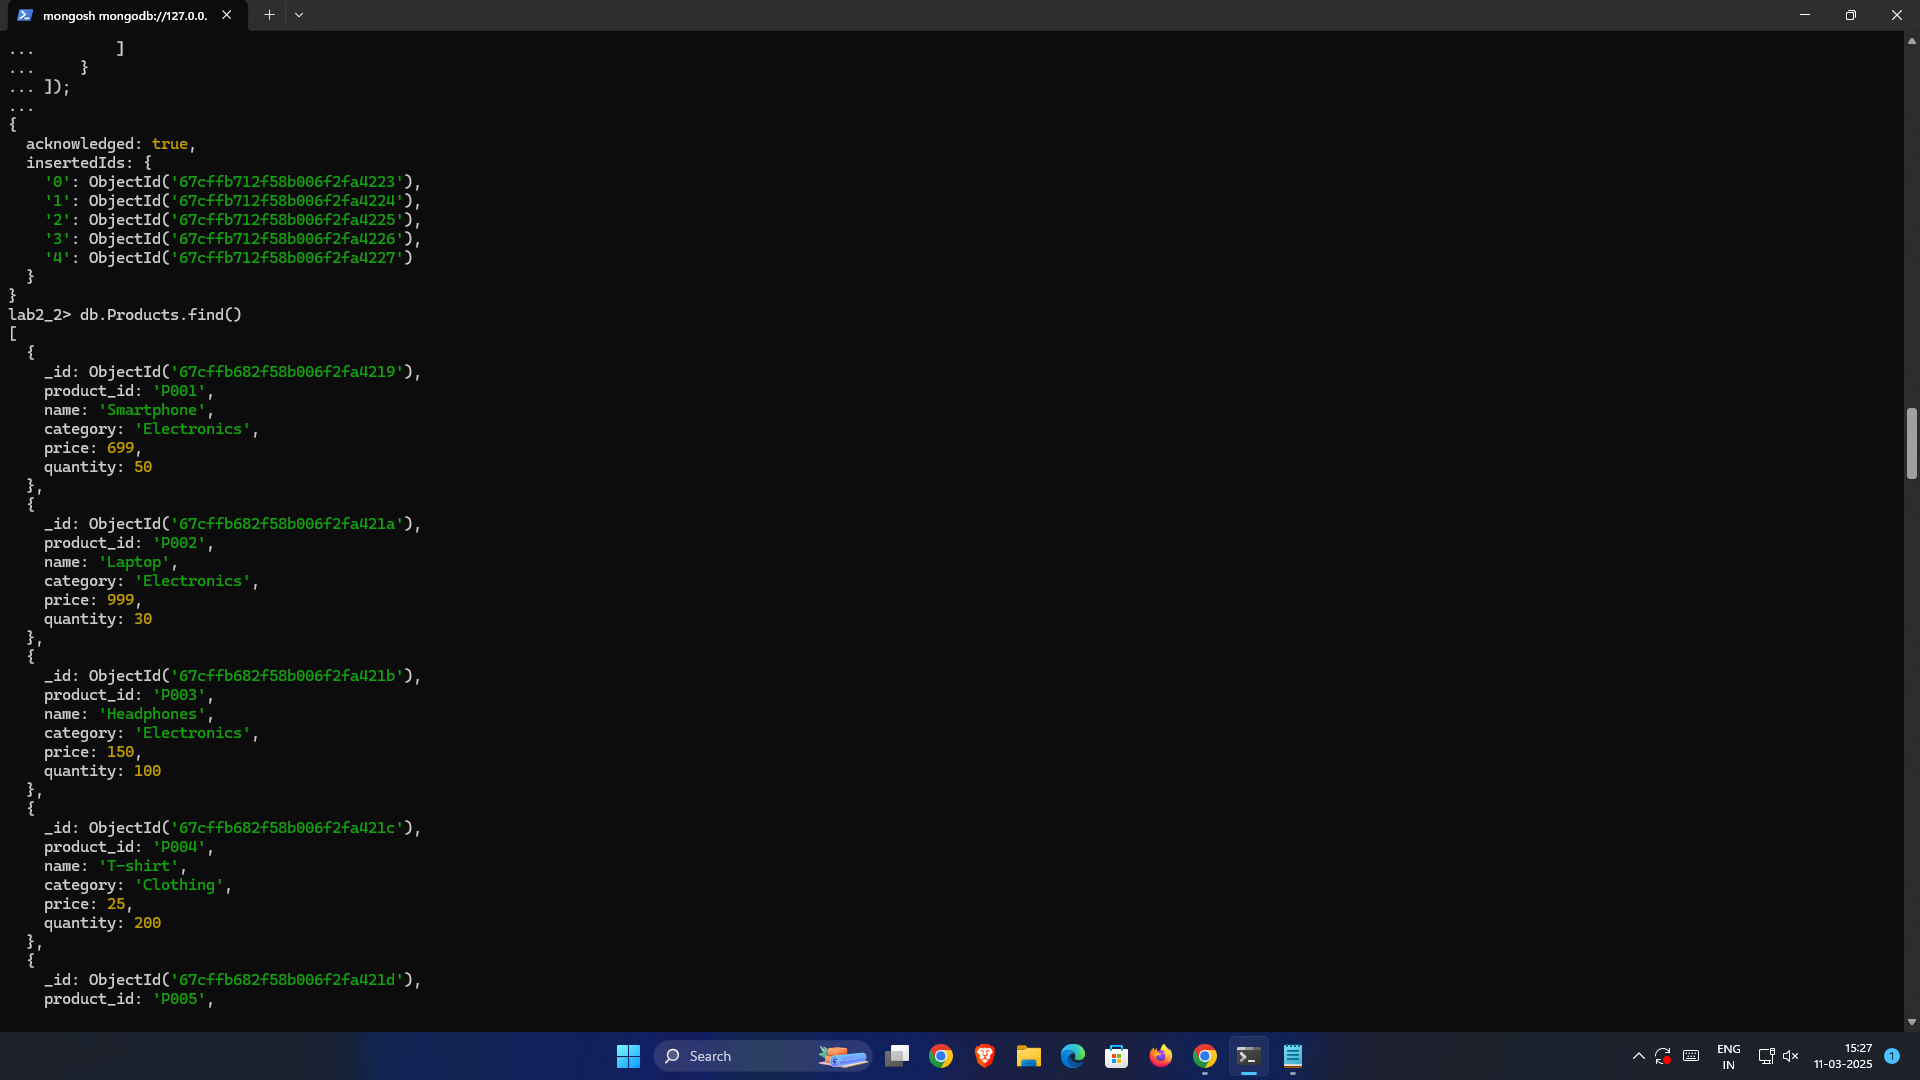 mongosh mongodb://127.0.0.
...         ]
...     }
... ]);
...
{
  acknowledged: true,
  insertedIds: {
    '0': ObjectId('67cffb712f58b006f2fa4223'),
    '1': ObjectId('67cffb712f58b006f2fa4224'),
    '2': ObjectId('67cffb712f58b006f2fa4225'),
    '3': ObjectId('67cffb712f58b006f2fa4226'),
    '4': ObjectId('67cffb712f58b006f2fa4227')
  }
}
lab2_2> db.Products.find()
[
  {
    _id: ObjectId('67cffb682f58b006f2fa4219'),
    product_id: 'P001',
    name: 'Smartphone',
    category: 'Electronics',
    price: 699,
    quantity: 50
  },
  {
    _id: ObjectId('67cffb682f58b006f2fa421a'),
    product_id: 'P002',
    name: 'Laptop',
    category: 'Electronics',
    price: 999,
    quantity: 30
  },
  {
    _id: ObjectId('67cffb682f58b006f2fa421b'),
    product_id: 'P003',
    name: 'Headphones',
    category: 'Electronics',
    price: 150,
    quantity: 100
  },
  {
    _id: ObjectId('67cffb682f58b006f2fa421c'),
    product_id: 'P004',
    name: 'T-shirt',
    category: 'Clothing',
    price: 25,
    quantity: 200
  },
  {
    _id: ObjectId('67cffb682f58b006f2fa421d'),
    product_id: 'P005',
Search
ENG
IN
15:27
11-03-2025
1